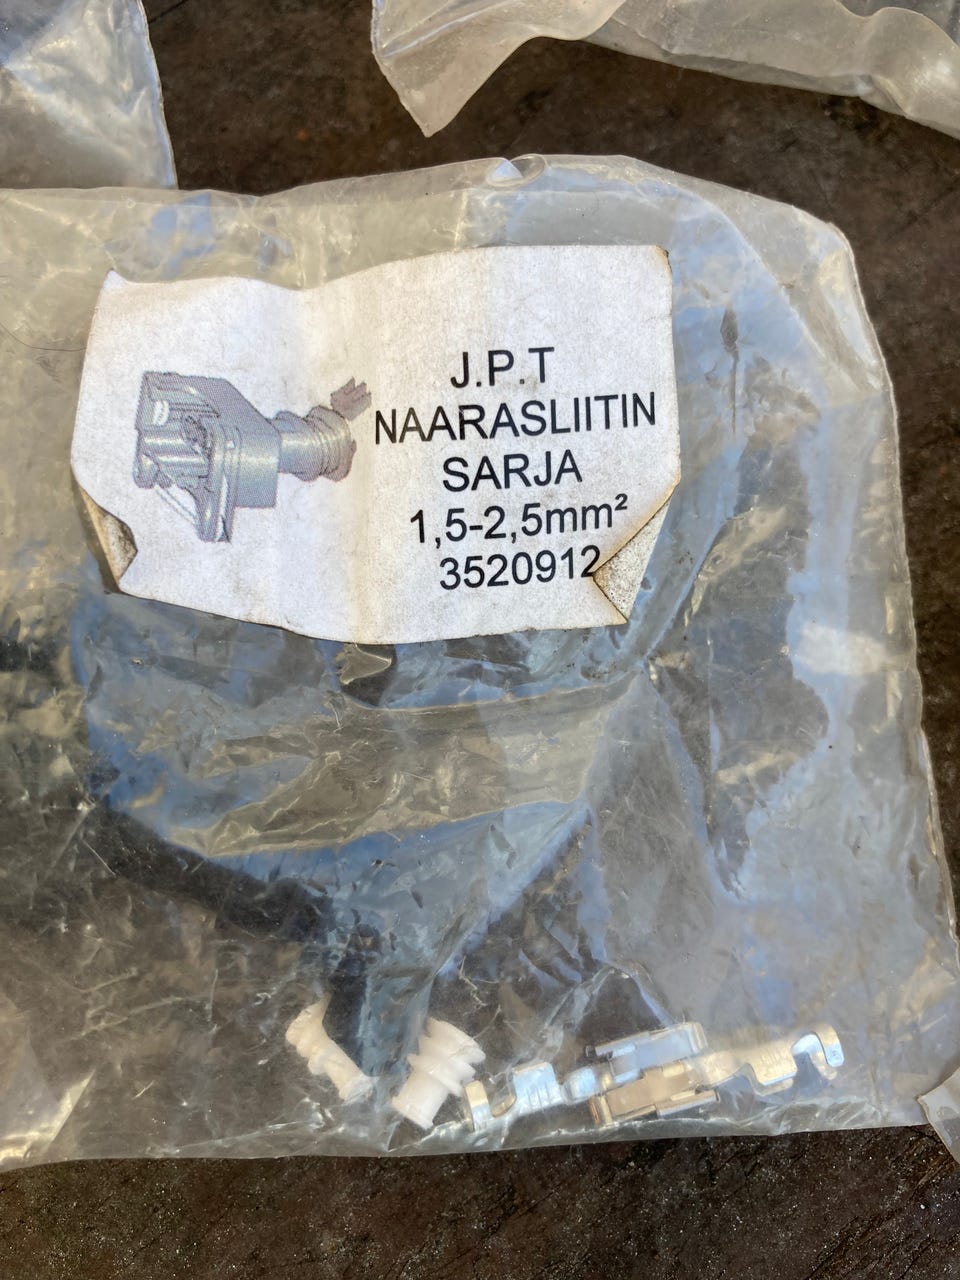 J.P.T
NAARASLIITIN
SARJA
1,5-2,5mm²
3520912